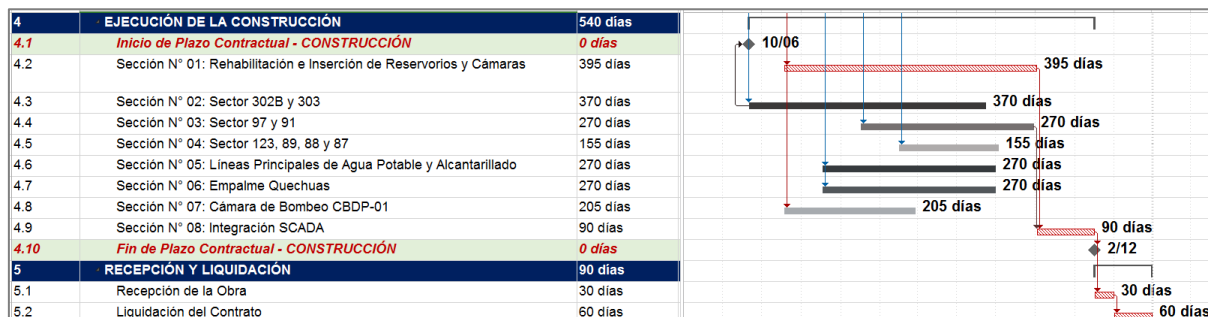 4 EJECUCIÓN DE LA CONSTRUCCIÓN 540 días
4.1 Inicio de Plazo Contractual - CONSTRUCCIÓN 0 días 10/06
4.2 Sección N° 01: Rehabilitación e Inserción de Reservorios y Cámaras 395 días 395 días
4.3 Sección N° 02: Sector 302B y 303 370 días 370 días
4.4 Sección N° 03: Sector 97 y 91 270 días 270 días
4.5 Sección N° 04: Sector 123, 89, 88 y 87 155 días 155 días
4.6 Sección N° 05: Líneas Principales de Agua Potable y Alcantarillado 270 días 270 días
4.7 Sección N° 06: Empalme Quechuas 270 días 270 días
4.8 Sección N° 07: Cámara de Bombeo CBDP-01 205 días 205 días
4.9 Sección N° 08: Integración SCADA 90 días 90 días
4.10 Fin de Plazo Contractual - CONSTRUCCIÓN 0 días 2/12
5 RECEPCIÓN Y LIQUIDACIÓN 90 días
5.1 Recepción de la Obra 30 días 30 días
5.2 Liquidación del Contrato 60 días 60 días